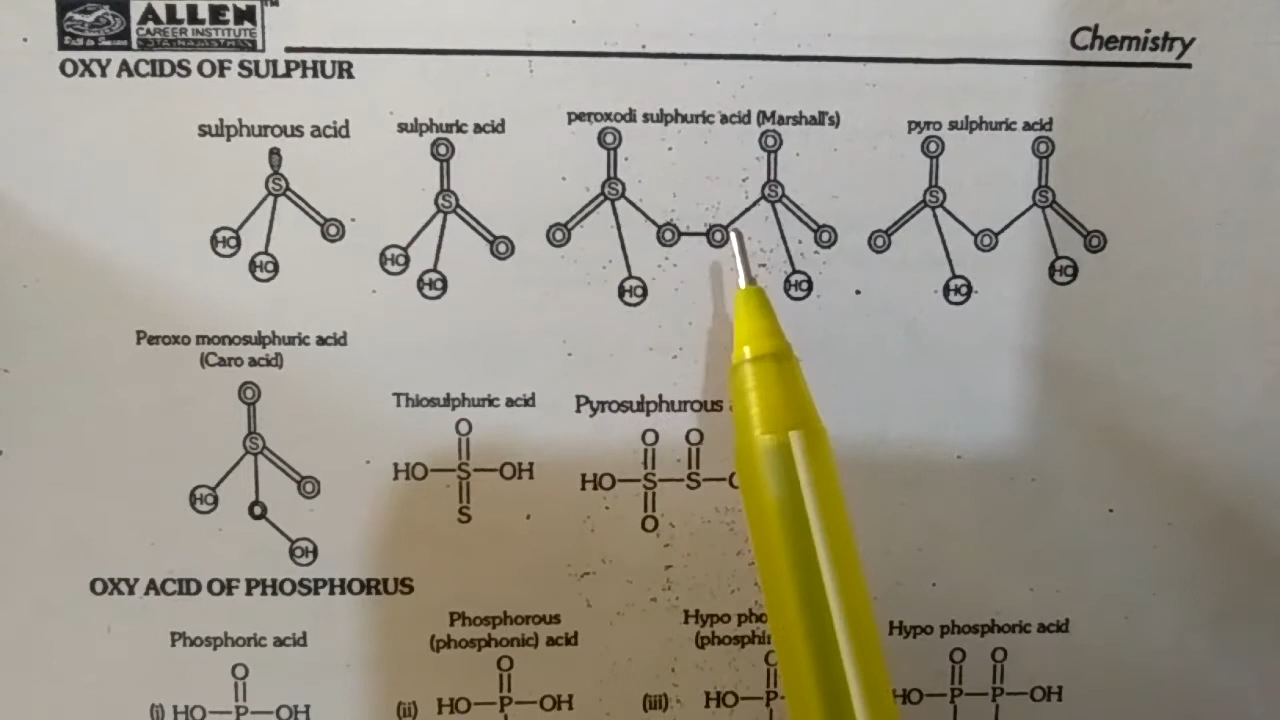 ALLEN
CAREER INSTITUTE
Chemistry
OXY ACIDS OF SULPHUR
sulphurous acid
sulphuric acid
peroxodi sulphuric acid (Marshall's)
pyro sulphuric acid
O O O O O
S S S S S S
HO HO O
HO HO O
O O O O
HO HO
O O O
HO HO
Peroxo monosulphuric acid
(Caro acid)
O
S
HO O
O
OH
Thiosulphuric acid
O
HO—S—OH
S
Pyrosulphurous
O O
HO—S—S—
O
OXY ACID OF PHOSPHORUS
Phosphoric acid
O
(i) HO—P—OH
Phosphorous
(phosphonic) acid
O
(ii) HO—P—OH
Hypo
(iii) HO—P
Hypo phosphoric acid
O O
HO—P—P—OH